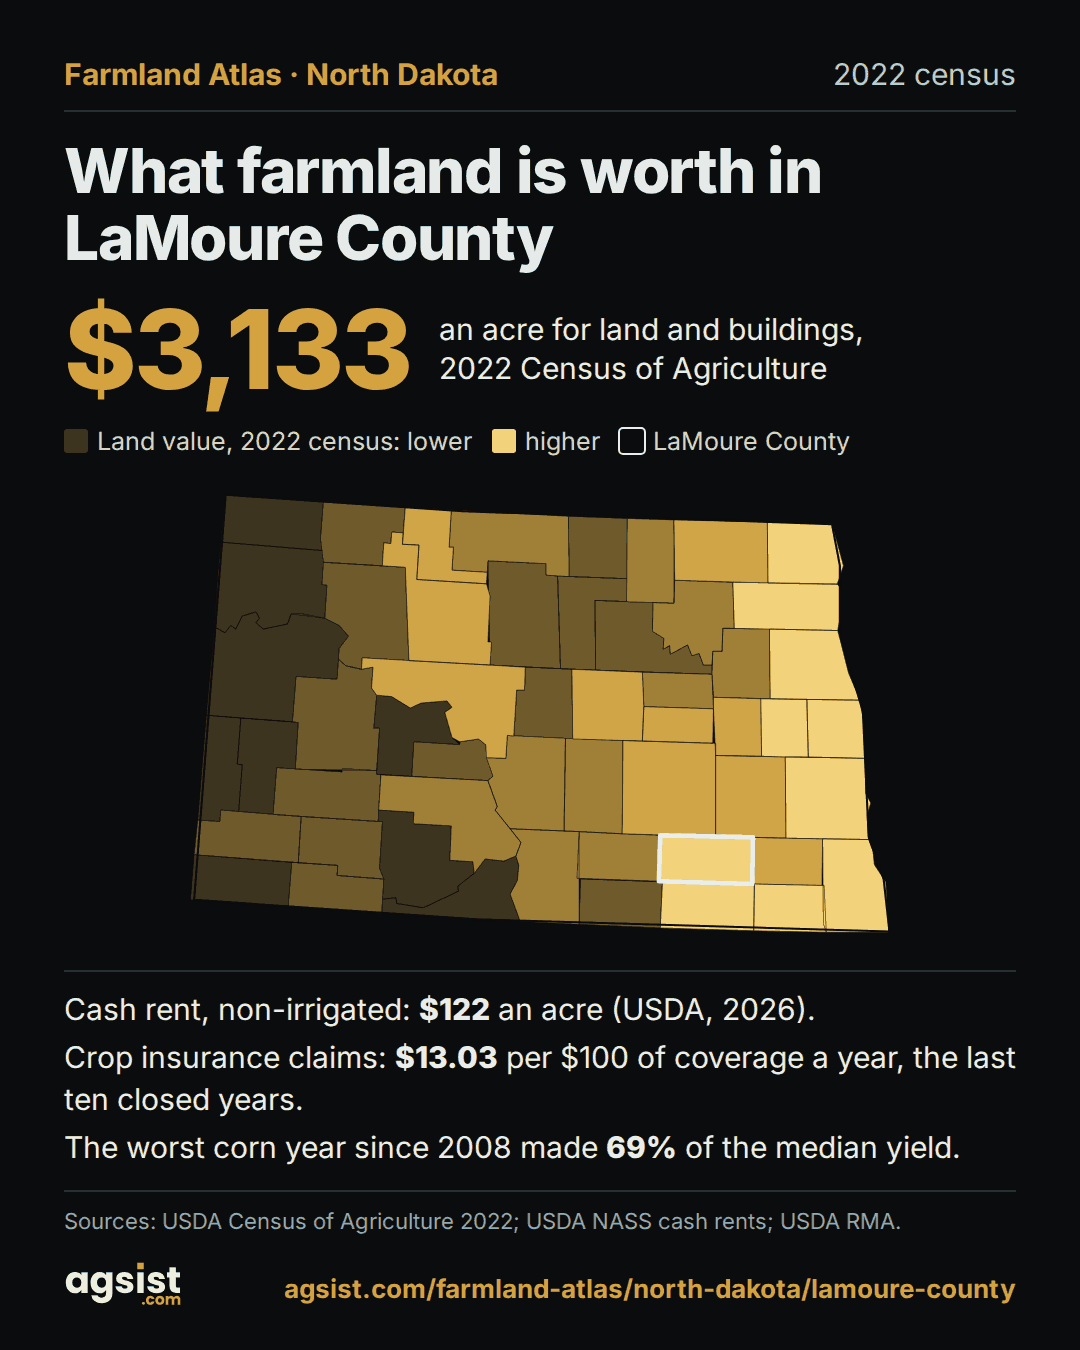 Farmland Atlas · North Dakota
2022 census
What farmland is worth in
LaMoure County
$3,133
an acre for land and buildings,
2022 Census of Agriculture
Land value, 2022 census: lower
higher
LaMoure County
Cash rent, non-irrigated: $122 an acre (USDA, 2026).
Crop insurance claims: $13.03 per $100 of coverage a year, the last
ten closed years.
The worst corn year since 2008 made 69% of the median yield.
Sources: USDA Census of Agriculture 2022; USDA NASS cash rents; USDA RMA.
agsist
.com
agsist.com/farmland-atlas/north-dakota/lamoure-county